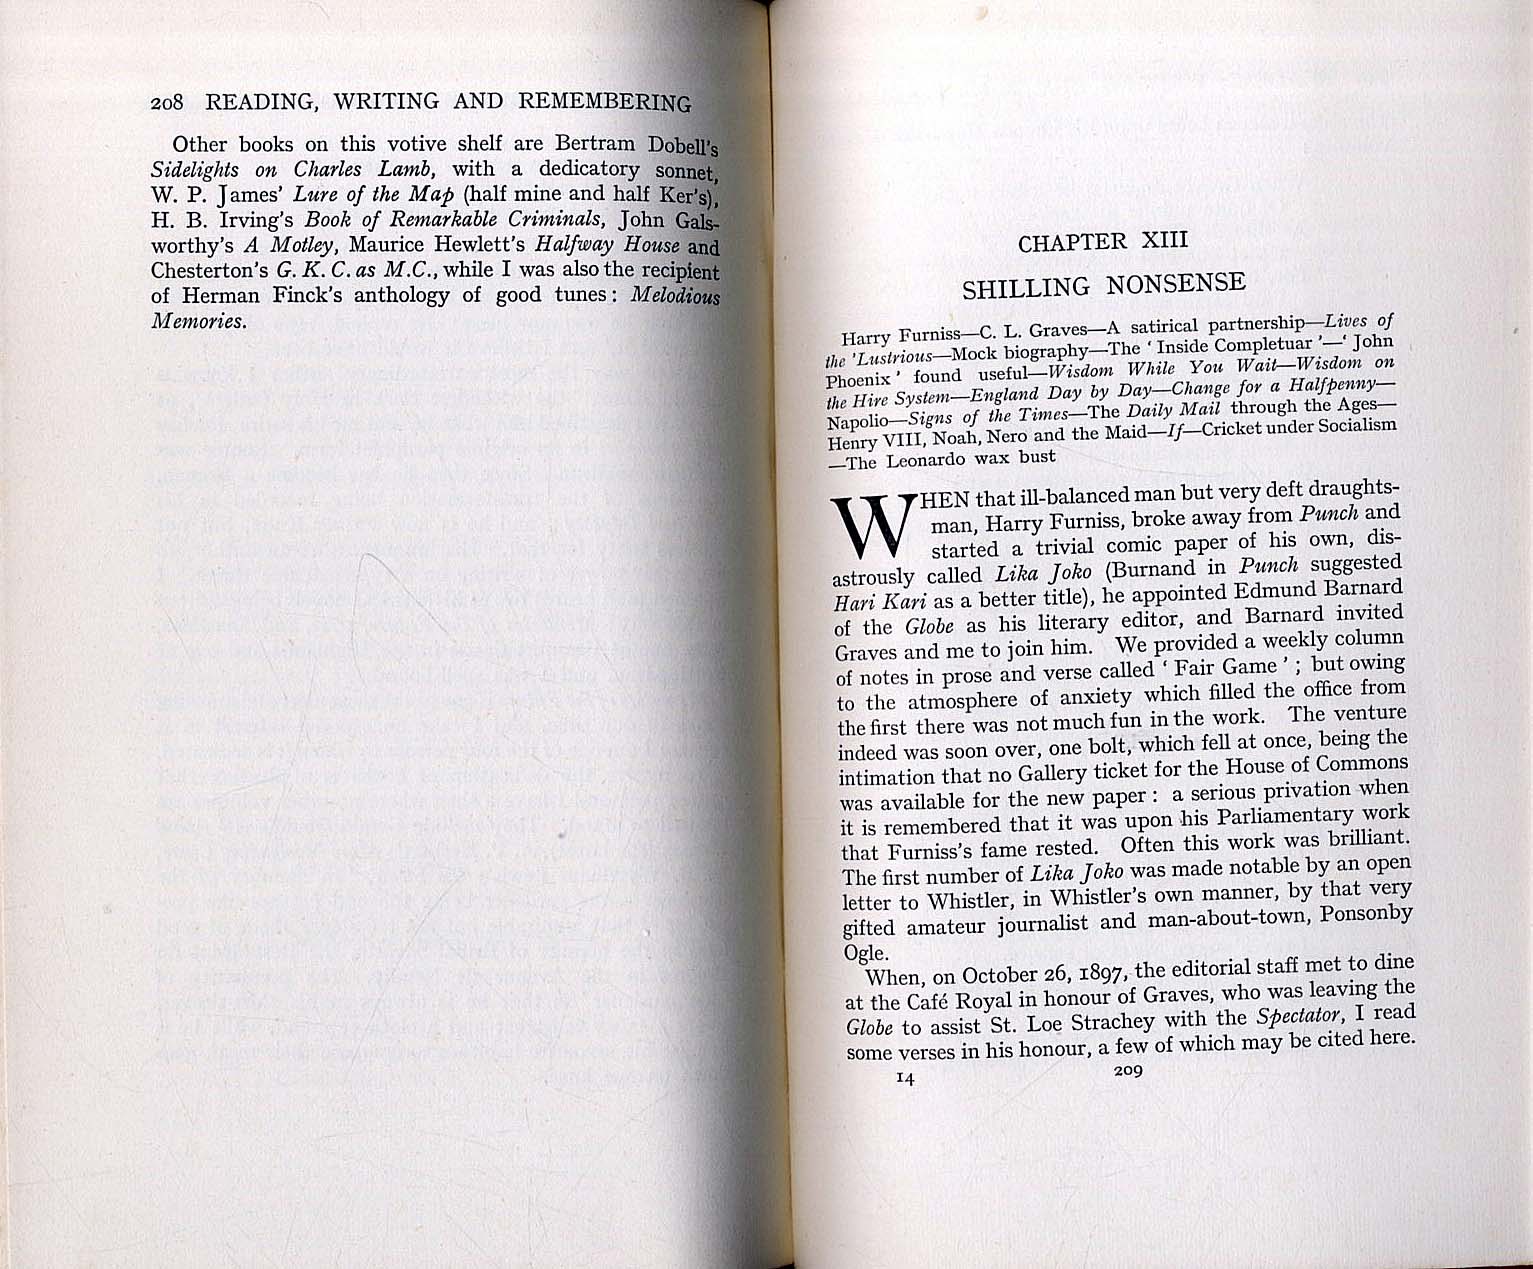 208 READING, WRITING AND REMEMBERING
Other books on this votive shelf are Bertram Dobell's
Sidelights on Charles Lamb, with a dedicatory sonnet,
W. P. James' Lure of the Map (half mine and half Ker's),
H. B. Irving's Book of Remarkable Criminals, John Gals-
worthy's A Motley, Maurice Hewlett's Halfway House and
Chesterton's G. K. C. as M.C., while I was also the recipient
of Herman Finck's anthology of good tunes: Melodious
Memories.
CHAPTER XIII
SHILLING NONSENSE
Harry Furniss—C. L. Graves—A satirical partnership—Lives of
the 'Lustrious—Mock biography—The ' Inside Completuar '—' John
Phoenix ' found useful—Wisdom While You Wait—Wisdom on
the Hire System—England Day by Day—Change for a Halfpenny—
Napolio—Signs of the Times—The Daily Mail through the Ages—
Henry VIII, Noah, Nero and the Maid—If—Cricket under Socialism
—The Leonardo wax bust
WHEN that ill-balanced man but very deft draughts-
man, Harry Furniss, broke away from Punch and
started a trivial comic paper of his own, dis-
astrously called Lika Joko (Burnand in Punch suggested
Hari Kari as a better title), he appointed Edmund Barnard
of the Globe as his literary editor, and Barnard invited
Graves and me to join him. We provided a weekly column
of notes in prose and verse called ' Fair Game ' ; but owing
to the atmosphere of anxiety which filled the office from
the first there was not much fun in the work. The venture
indeed was soon over, one bolt, which fell at once, being the
intimation that no Gallery ticket for the House of Commons
was available for the new paper : a serious privation when
it is remembered that it was upon his Parliamentary work
that Furniss's fame rested. Often this work was brilliant.
The first number of Lika Joko was made notable by an open
letter to Whistler, in Whistler's own manner, by that very
gifted amateur journalist and man-about-town, Ponsonby
Ogle.
When, on October 26, 1897, the editorial staff met to dine
at the Café Royal in honour of Graves, who was leaving the
Globe to assist St. Loe Strachey with the Spectator, I read
some verses in his honour, a few of which may be cited here.
14 209